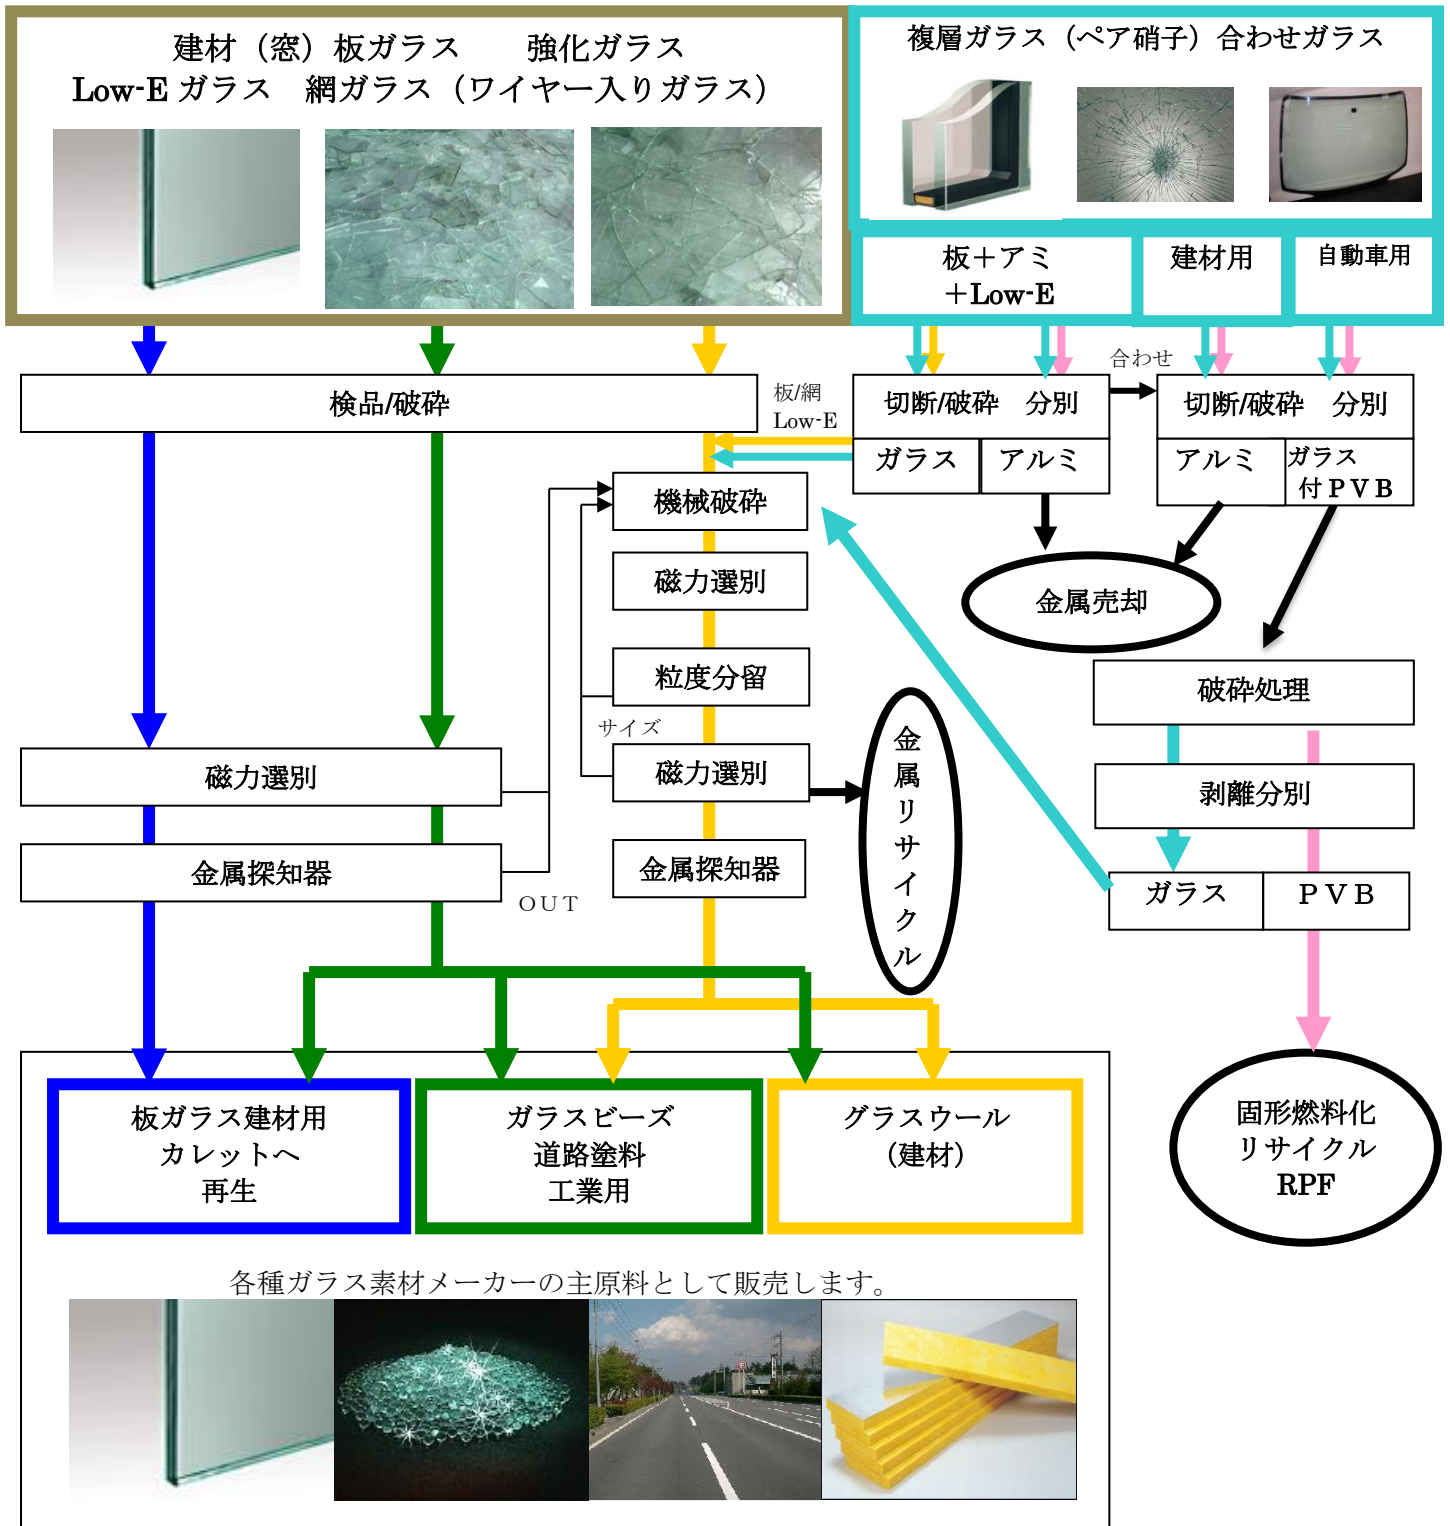 建材（窓）板ガラス　　強化ガラス
Low-E ガラス　網ガラス（ワイヤー入りガラス）
複層ガラス（ペア硝子）合わせガラス
板＋アミ
＋Low-E
建材用
自動車用
合わせ
検品/破砕
板/網
Low-E
切断/破砕　分別
ガラス
アルミ
切断/破砕　分別
アルミ
ガラス
付ＰＶＢ
機械破砕
磁力選別
金属売却
粒度分留
サイズ
破砕処理
磁力選別
磁力選別
金属リサイクル
剥離分別
金属探知器
金属探知器
ＯＵＴ
ガラス
ＰＶＢ
板ガラス建材用
カレットへ
再生
ガラスビーズ
道路塗料
工業用
グラスウール
（建材）
固形燃料化
リサイクル
RPF
各種ガラス素材メーカーの主原料として販売します。